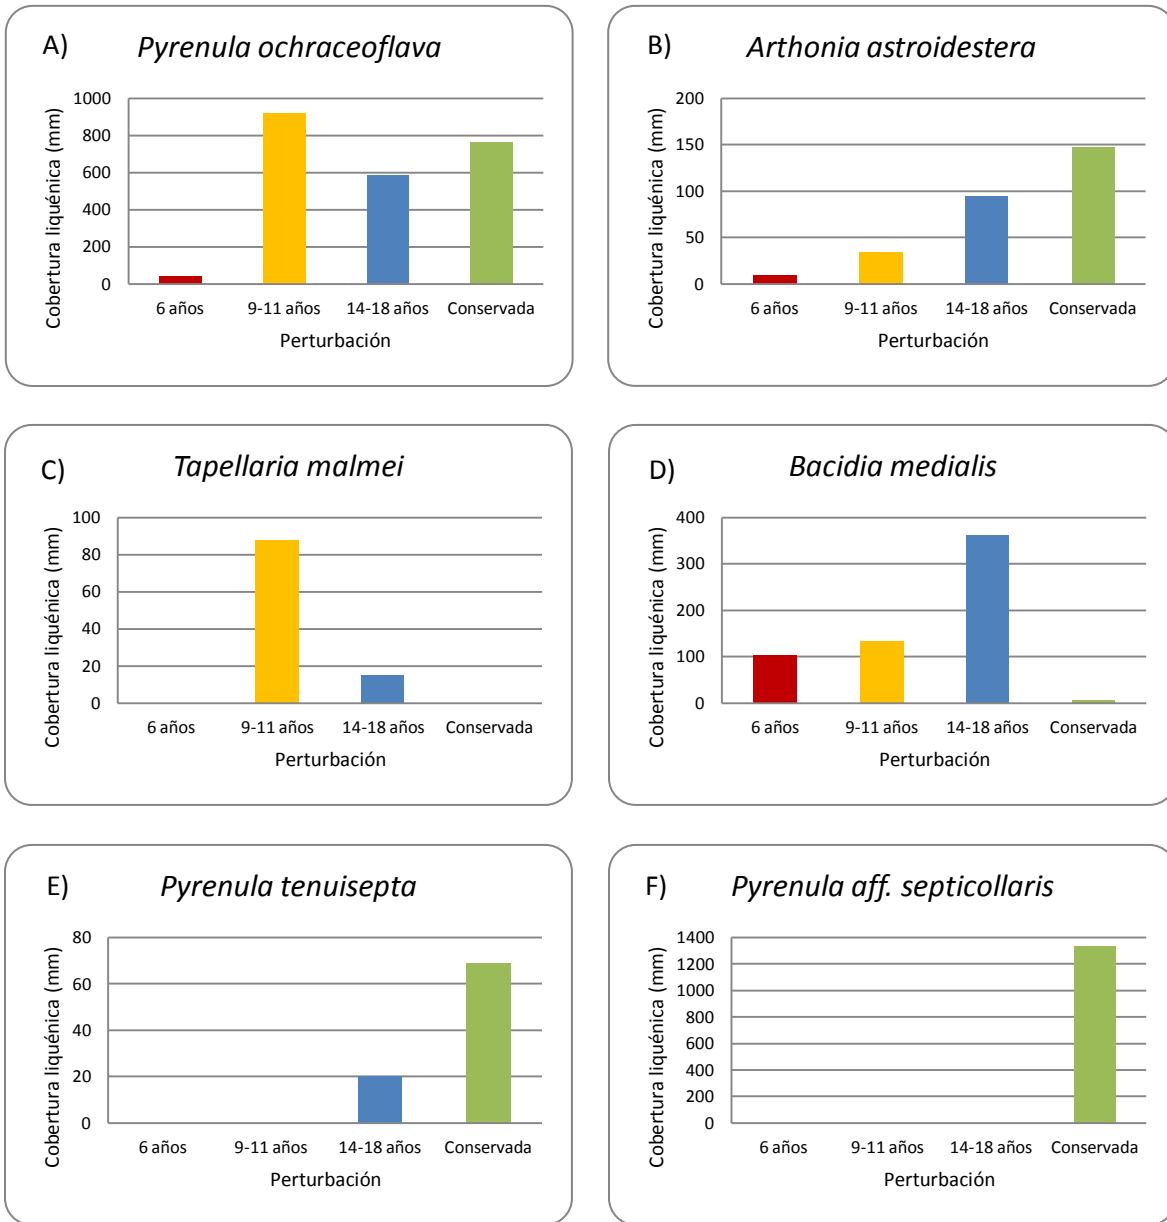 A) Pyrenula ochraceoflava
Cobertura liquénica (mm)
1000
800
600
400
200
0
6 años 9-11 años 14-18 años Conservada
Perturbación
B) Arthonia astroidestera
Cobertura liquénica (mm)
200
150
100
50
0
6 años 9-11 años 14-18 años Conservada
Perturbación
C) Tapellaria malmei
Cobertura liquénica (mm)
100
80
60
40
20
0
6 años 9-11 años 14-18 años Conservada
Perturbación
D) Bacidia medialis
Cobertura liquénica (mm)
400
300
200
100
0
6 años 9-11 años 14-18 años Conservada
Perturbación
E) Pyrenula tenuisepta
Cobertura liquénica (mm)
80
60
40
20
0
6 años 9-11 años 14-18 años Conservada
Perturbación
F) Pyrenula aff. septicollaris
Cobertura liquénica (mm)
1400
1200
1000
800
600
400
200
0
6 años 9-11 años 14-18 años Conservada
Perturbación